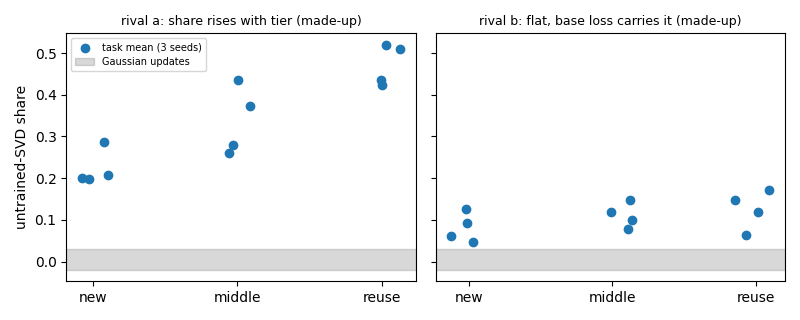 rival a: share rises with tier (made-up)
rival b: flat, base loss carries it (made-up)
untrained-SVD share
0.5
0.4
0.3
0.2
0.1
0.0
task mean (3 seeds)
Gaussian updates
new
middle
reuse
new
middle
reuse